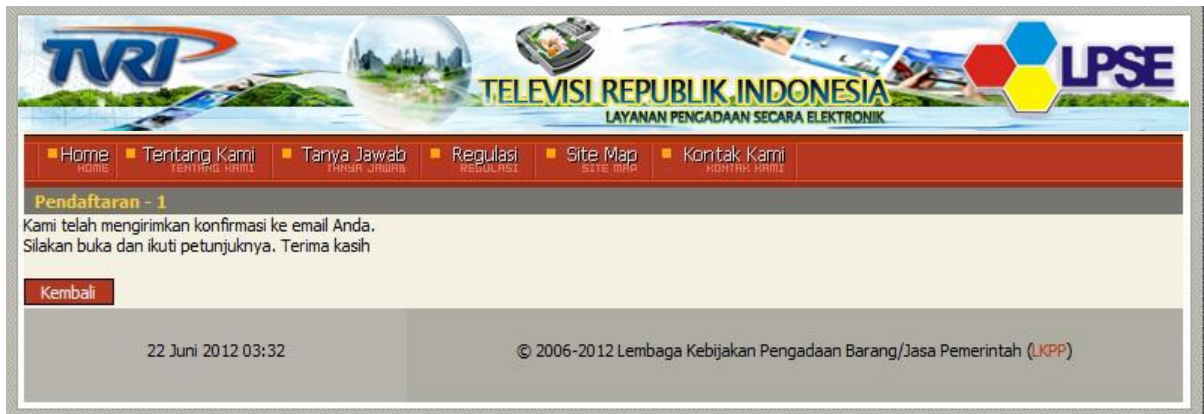 TVRI
LPSE
TELEVISI REPUBLIK INDONESIA
LAYANAN PENGADAAN SECARA ELEKTRONIK
Home Tentang Kami Tanya Jawab Regulasi Site Map Kontak Kami
HOME TENTANG KAMI TANYA JAWAB REGULASI SITE MAP KONTAK KAMI
Pendaftaran - 1
Kami telah mengirimkan konfirmasi ke email Anda.
Silakan buka dan ikuti petunjuknya. Terima kasih
Kembali
22 Juni 2012 03:32
© 2006-2012 Lembaga Kebijakan Pengadaan Barang/Jasa Pemerintah (LKPP)